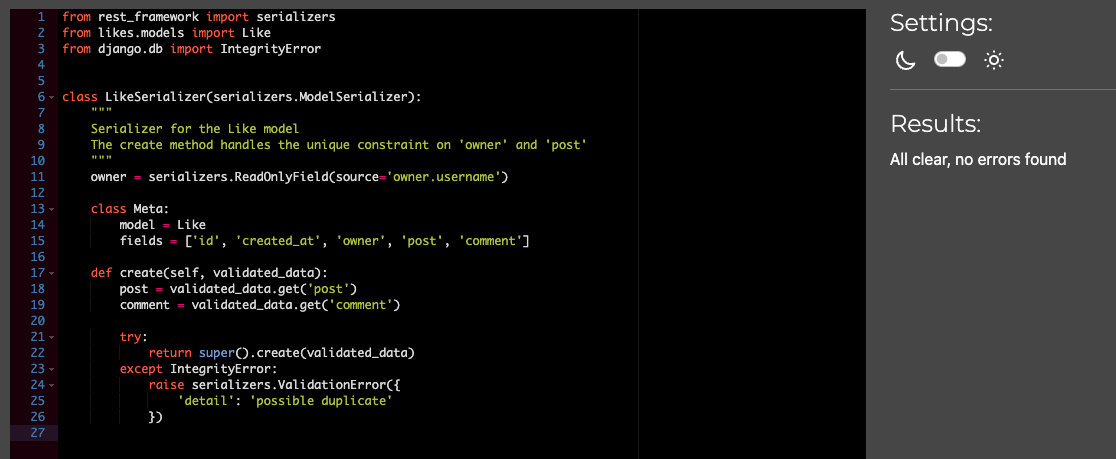 1 from rest_framework import serializers
2 from likes.models import Like
3 from django.db import IntegrityError
4
5
6 class LikeSerializer(serializers.ModelSerializer):
7     """
8     Serializer for the Like model
9     The create method handles the unique constraint on 'owner' and 'post'
10     """
11     owner = serializers.ReadOnlyField(source='owner.username')
12
13     class Meta:
14         model = Like
15         fields = ['id', 'created_at', 'owner', 'post', 'comment']
16
17     def create(self, validated_data):
18         post = validated_data.get('post')
19         comment = validated_data.get('comment')
20
21         try:
22             return super().create(validated_data)
23         except IntegrityError:
24             raise serializers.ValidationError({
25                 'detail': 'possible duplicate'
26             })
27
Settings:
Results:
All clear, no errors found